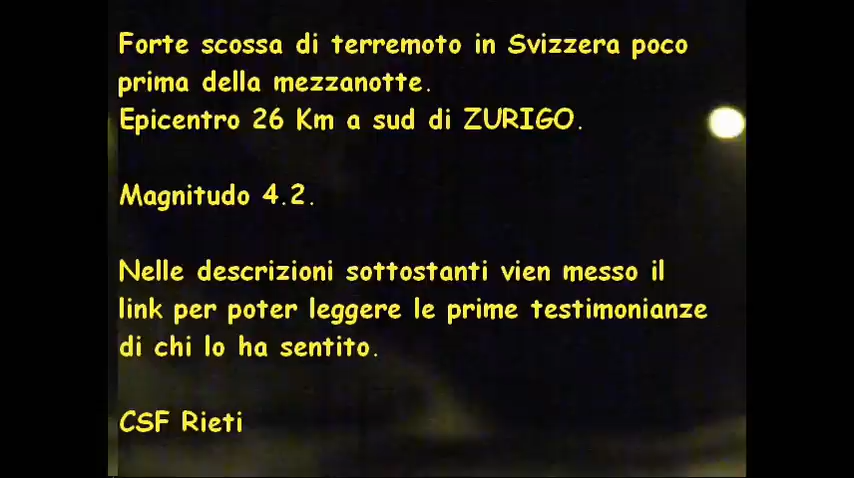 Forte scossa di terremoto in Svizzera poco
prima della mezzanotte.
Epicentro 26 Km a sud di ZURIGO.
Magnitudo 4.2.
Nelle descrizioni sottostanti vien messo il
link per poter leggere le prime testimonianze
di chi lo ha sentito.
CSF Rieti